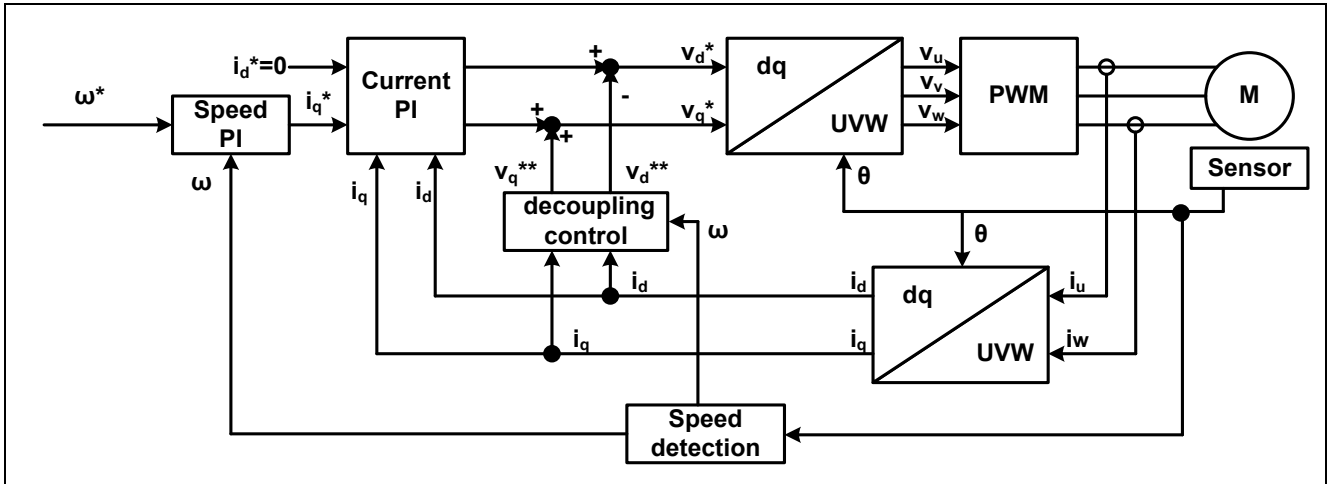 ω*
Speed
PI
ω
i_q*
i_d*=0
Current
PI
i_q
i_d
+
-
+
+
v_q**
v_d**
decoupling
control
ω
v_d*
v_q*
dq
UVW
θ
v_u
v_v
v_w
PWM
M
Sensor
θ
i_d
i_d
i_q
i_q
dq
UVW
i_u
iw
Speed
detection